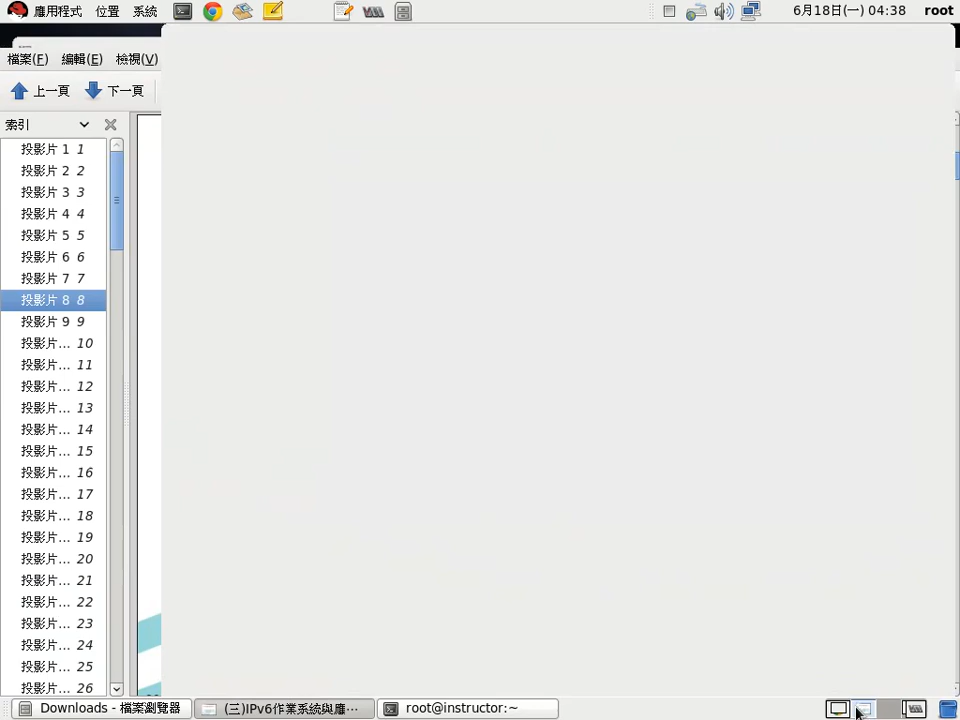 應用程式 位置 系統 6月18日(一) 04:38 root
檔案(F) 編輯(E) 檢視(V)
上一頁 下一頁
索引
投影片 1 1
投影片 2 2
投影片 3 3
投影片 4 4
投影片 5 5
投影片 6 6
投影片 7 7
投影片 8 8
投影片 9 9
投影片... 10
投影片... 11
投影片... 12
投影片... 13
投影片... 14
投影片... 15
投影片... 16
投影片... 17
投影片... 18
投影片... 19
投影片... 20
投影片... 21
投影片... 22
投影片... 23
投影片... 24
投影片... 25
投影片... 26
Downloads - 檔案瀏覽器 (三)IPv6作業系統與應… root@instructor:~